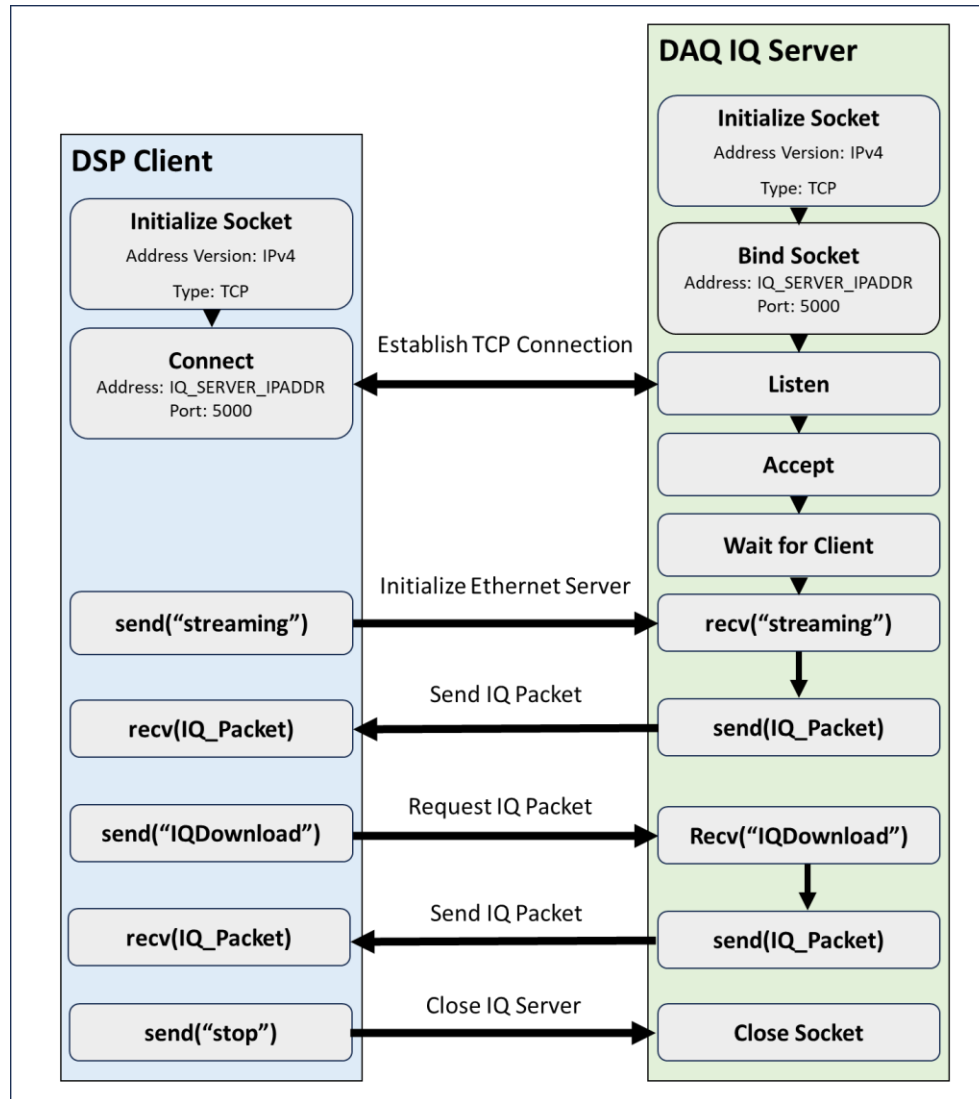 DAQ IQ Server
Initialize Socket
Address Version: IPv4
Type: TCP
DSP Client
Initialize Socket
Address Version: IPv4
Type: TCP
Bind Socket
Address: IQ_SERVER_IPADDR
Port: 5000
Connect
Address: IQ_SERVER_IPADDR
Port: 5000
Establish TCP Connection
Listen
Accept
Wait for Client
send(“streaming”)
Initialize Ethernet Server
recv(“streaming”)
recv(IQ_Packet)
Send IQ Packet
send(IQ_Packet)
send(“IQDownload”)
Request IQ Packet
Recv(“IQDownload”)
recv(IQ_Packet)
Send IQ Packet
send(IQ_Packet)
send(“stop”)
Close IQ Server
Close Socket